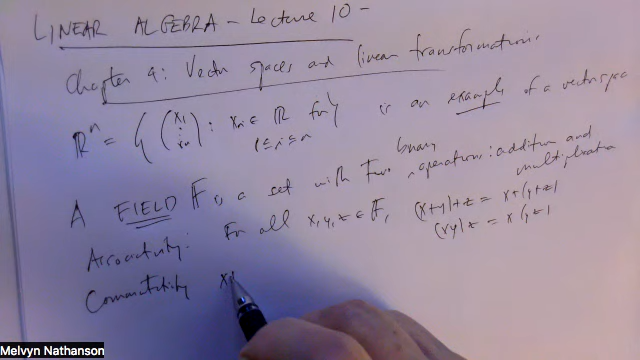 LINEAR ALGEBRA - Lecture 10 -
Chapter 4: Vector spaces and linear transformations
ℝⁿ = { (x₁ ⋮ xₙ) : xᵢ ∈ ℝ for 1≤i≤n } is an example of a vector spac
A FIELD F is a set with two binary operations: addition and multiplication
Associativity: For all x, y, z ∈ F, (x+y)+z = x+(y+z)
(xy)z = x(yz)
Commutativity x
Melvyn Nathanson